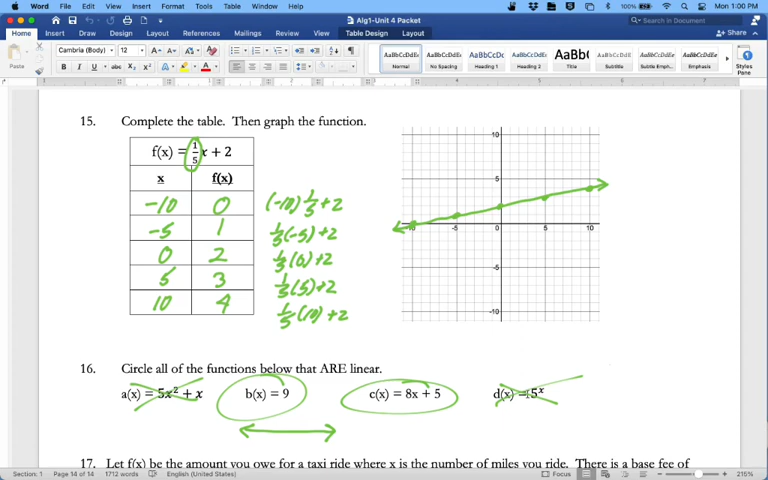 Word File Edit View Insert Format Tools Table Window Help 100% Mon 1:00 PM
Alg1-Unit 4 Packet
Search in Document
Home Insert Draw Design Layout References Mailings Review View Table Design Layout
Share
Paste
Cambria (Body) 12
AaBbCcDdEe AaBbCcDdEe AaBbCcDc AaBbCcDdEe AaBb( AaBbCcDdEe AaBbCcDdEe AaBbCcDdEe
Normal No Spacing Heading 1 Heading 2 Title Subtitle Subtle Emph... Emphasis
Styles Pane
15. Complete the table. Then graph the function.
f(x) = 1/5 x + 2
x f(x)
-10 0 (-10) 1/5 + 2
-5 1 1/5 (-5) + 2
0 2 1/5 (0) + 2
5 3 1/5 (5) + 2
10 4 1/5 (10) + 2
10
5
-10 -5 0 5 10
-5
-10
16. Circle all of the functions below that ARE linear.
a(x) = 5x² + x b(x) = 9 c(x) = 8x + 5 d(x) = 5ˣ
17. Let f(x) be the amount you owe for a taxi ride where x is the number of miles you ride. There is a base fee of
Section: 1 Page 14 of 14 1712 words English (United States) Focus 215%